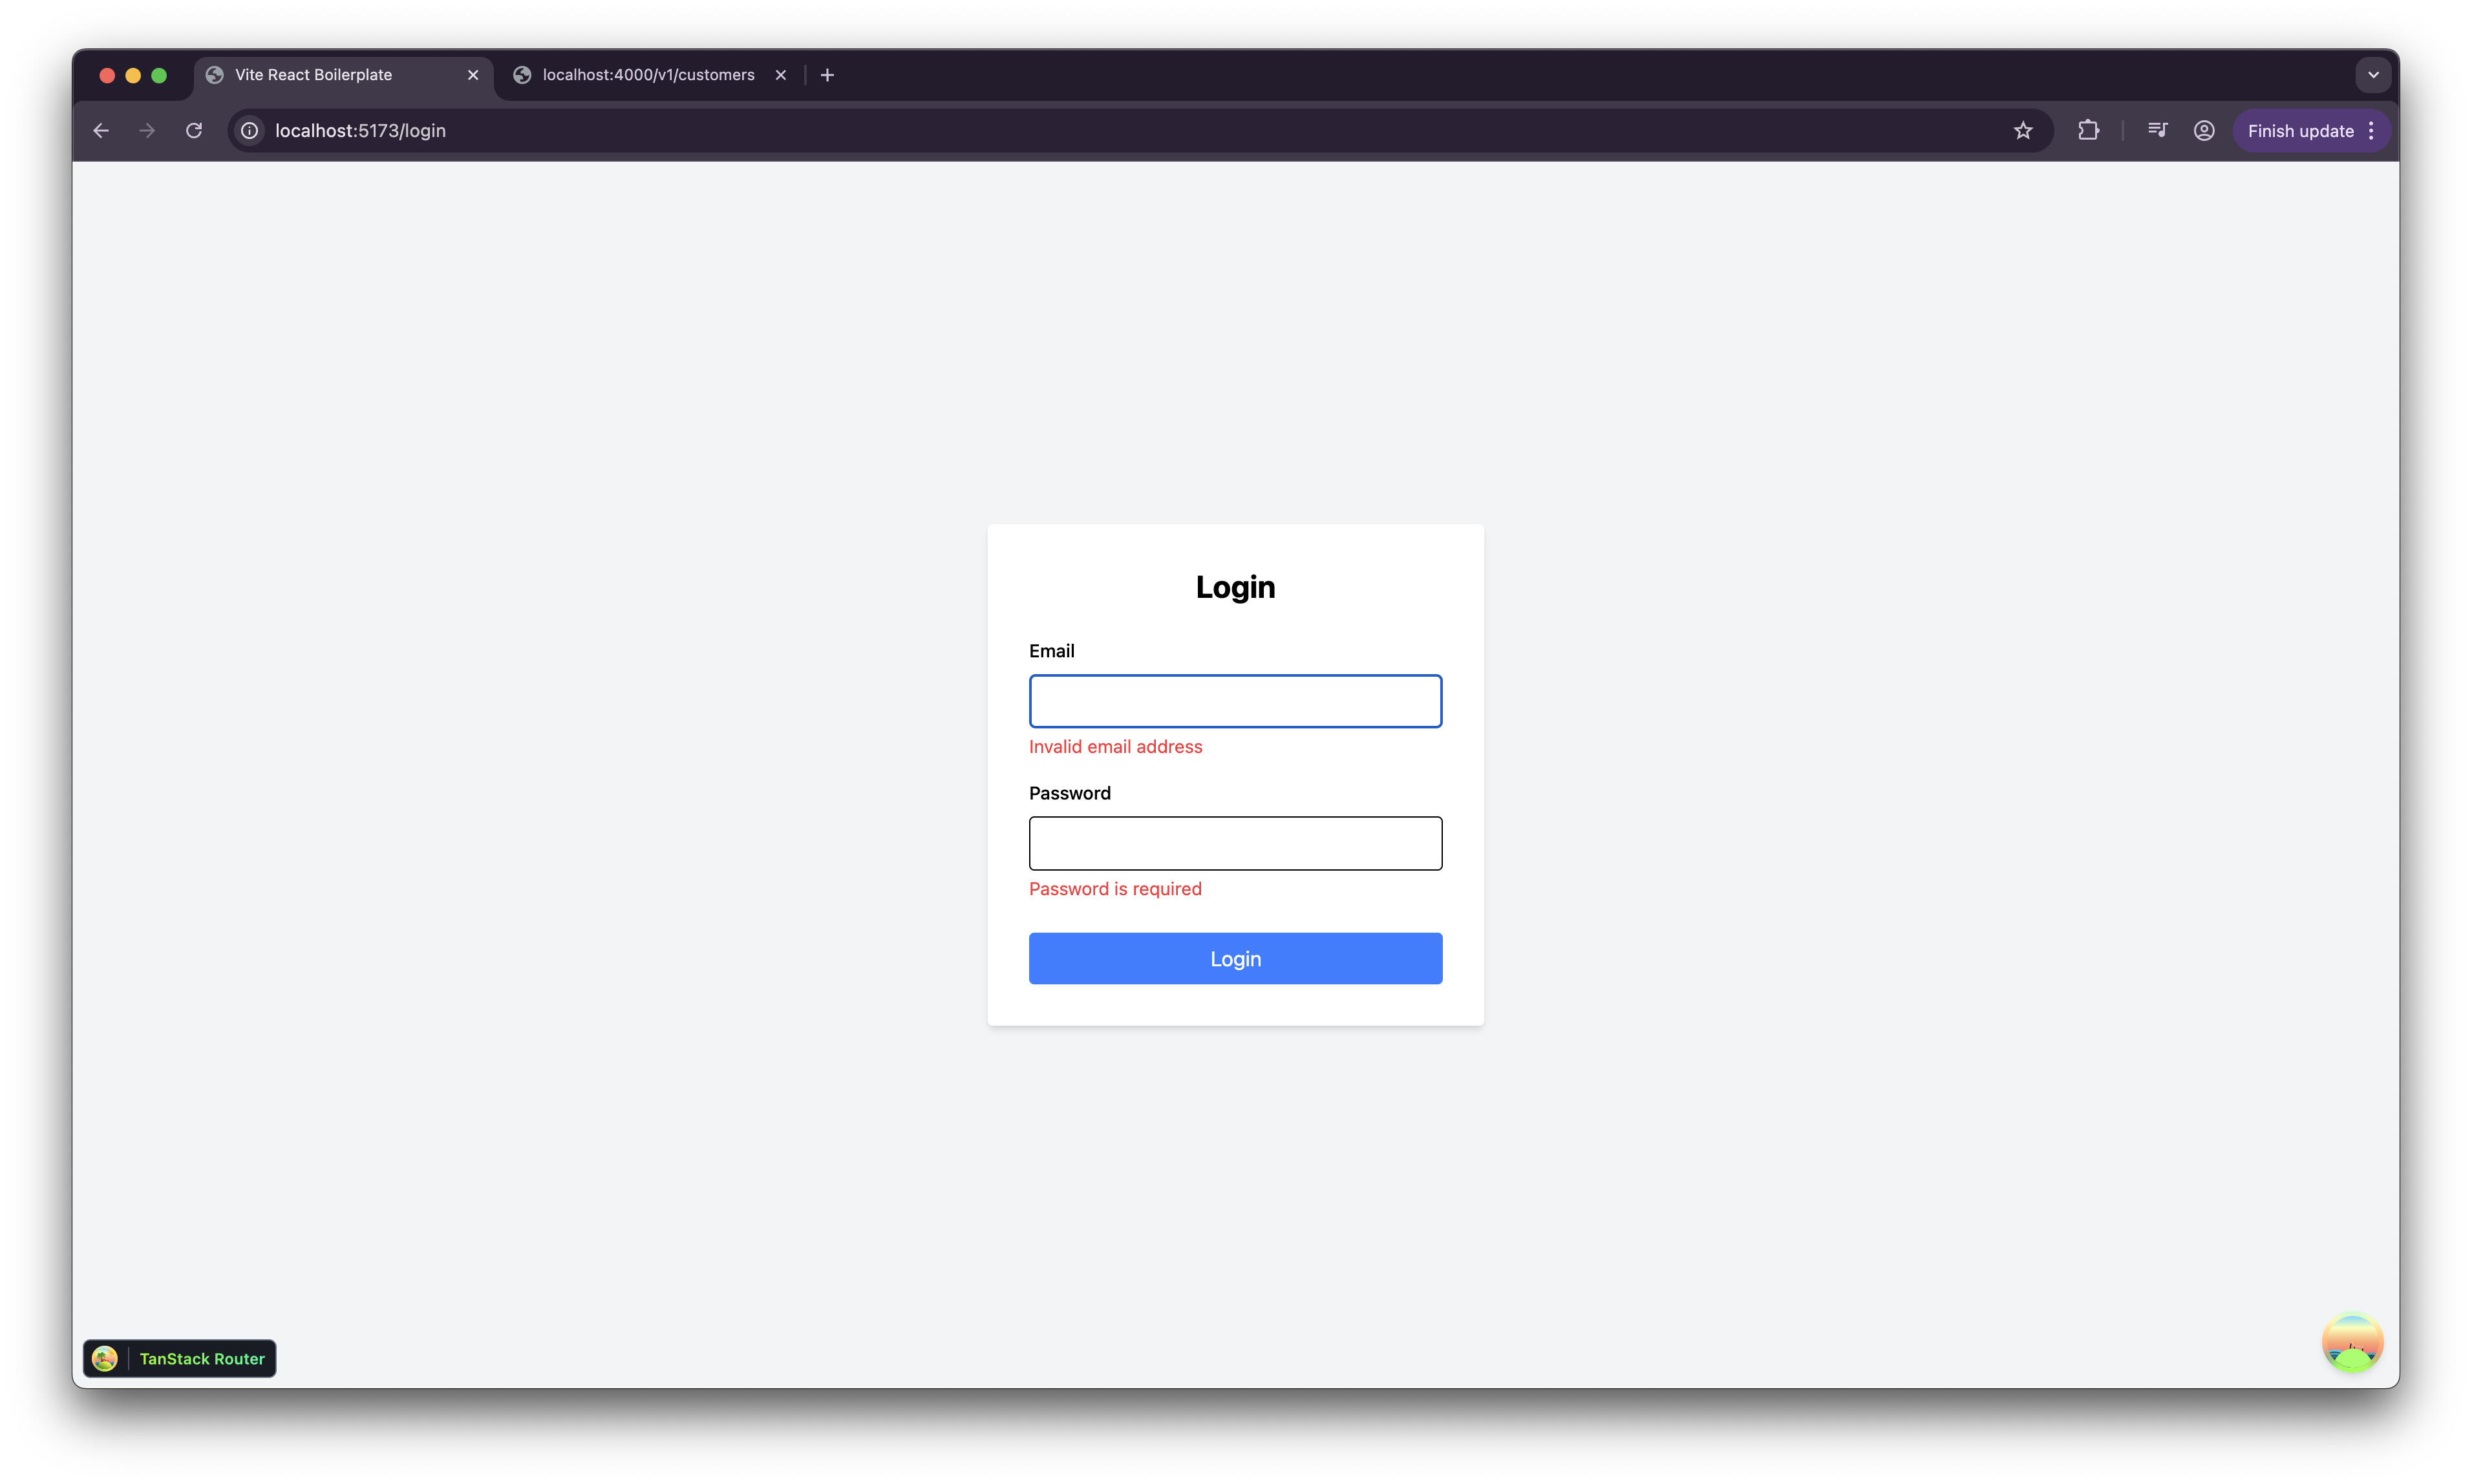 Vite React Boilerplate
localhost:4000/v1/customers
localhost:5173/login
Finish update
Login
Email
Invalid email address
Password
Password is required
Login
TanStack Router